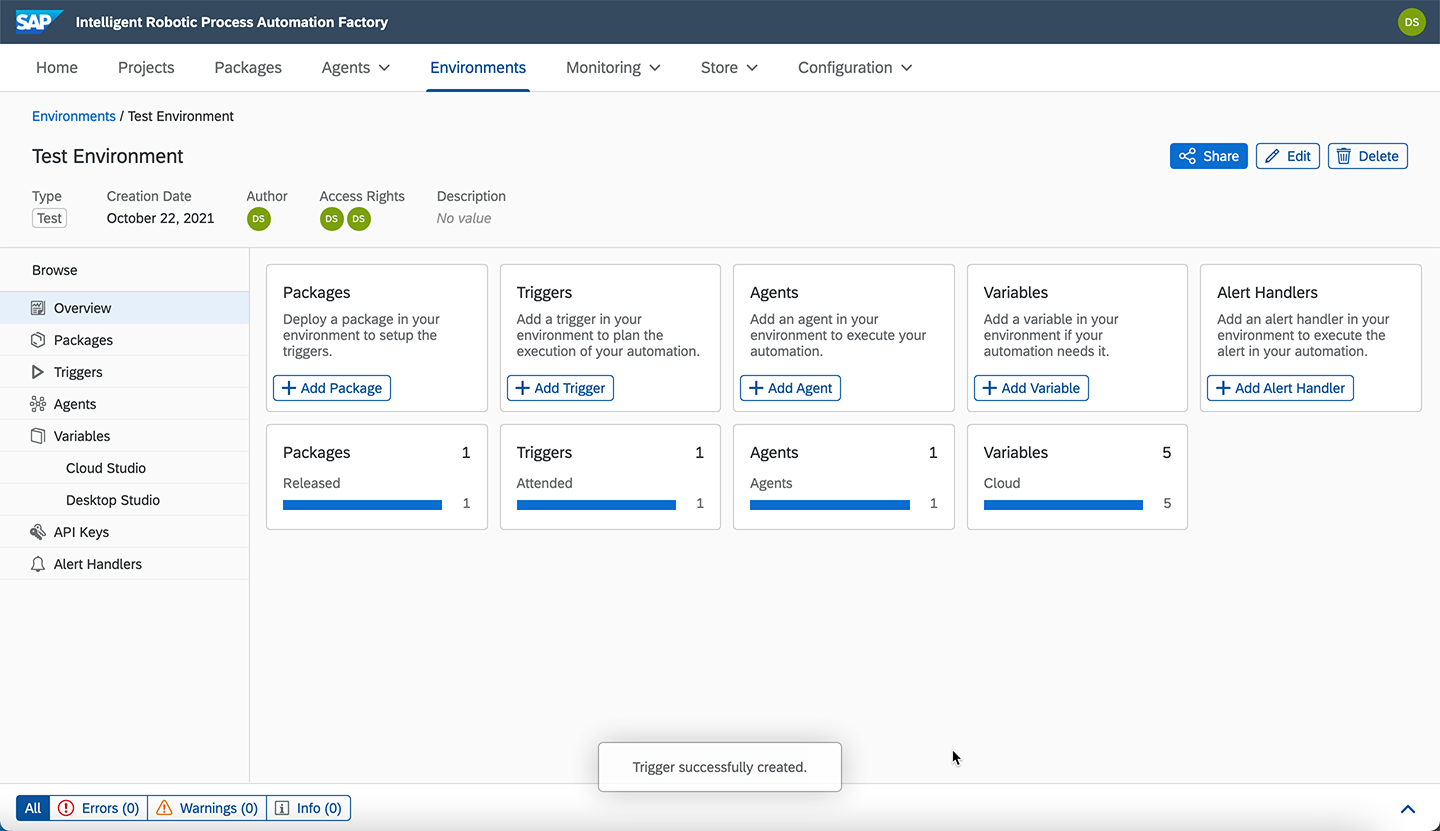 SAP Intelligent Robotic Process Automation Factory DS
Home Projects Packages Agents Environments Monitoring Store Configuration
Environments / Test Environment
Test Environment
Share Edit Delete
Type Creation Date Author Access Rights Description
Test October 22, 2021 DS DS DS No value
Browse
Overview
Packages
Triggers
Agents
Variables
Cloud Studio
Desktop Studio
API Keys
Alert Handlers
Packages
Deploy a package in your
environment to setup the
triggers.
+ Add Package
Triggers
Add a trigger in your
environment to plan the
execution of your automation.
+ Add Trigger
Agents
Add an agent in your
environment to execute your
automation.
+ Add Agent
Variables
Add a variable in your
environment if your
automation needs it.
+ Add Variable
Alert Handlers
Add an alert handler in your
environment to execute the
alert in your automation.
+ Add Alert Handler
Packages 1
Released
1
Triggers 1
Attended
1
Agents 1
Agents
1
Variables 5
Cloud
5
Trigger successfully created.
All Errors (0) Warnings (0) Info (0)